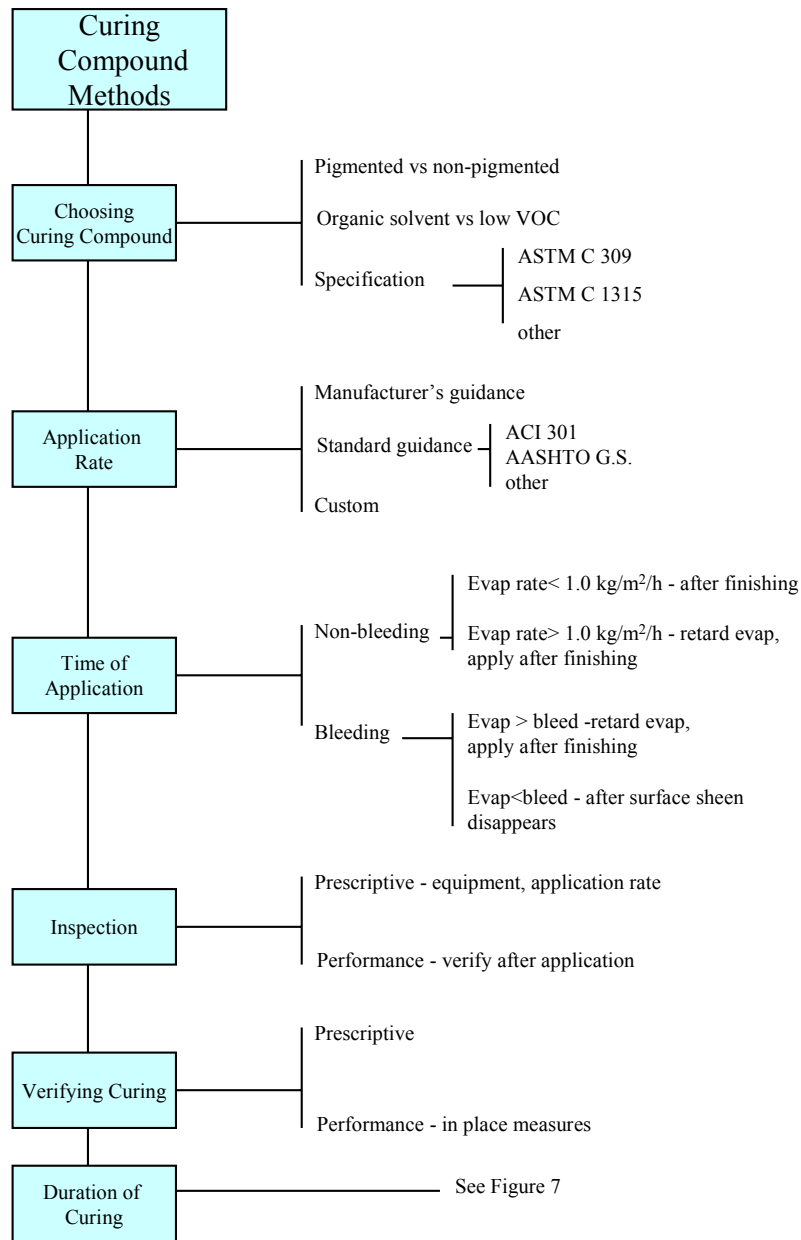 Curing
Compound
Methods
Choosing
Curing Compound
Pigmented vs non-pigmented
Organic solvent vs low VOC
Specification
ASTM C 309
ASTM C 1315
other
Application
Rate
Manufacturer’s guidance
Standard guidance
ACI 301
AASHTO G.S.
other
Custom
Time of
Application
Non-bleeding
Evap rate< 1.0 kg/m²/h - after finishing
Evap rate> 1.0 kg/m²/h - retard evap,
apply after finishing
Bleeding
Evap > bleed -retard evap,
apply after finishing
Evap<bleed - after surface sheen
disappears
Inspection
Prescriptive - equipment, application rate
Performance - verify after application
Verifying Curing
Prescriptive
Performance - in place measures
Duration of
Curing
See Figure 7